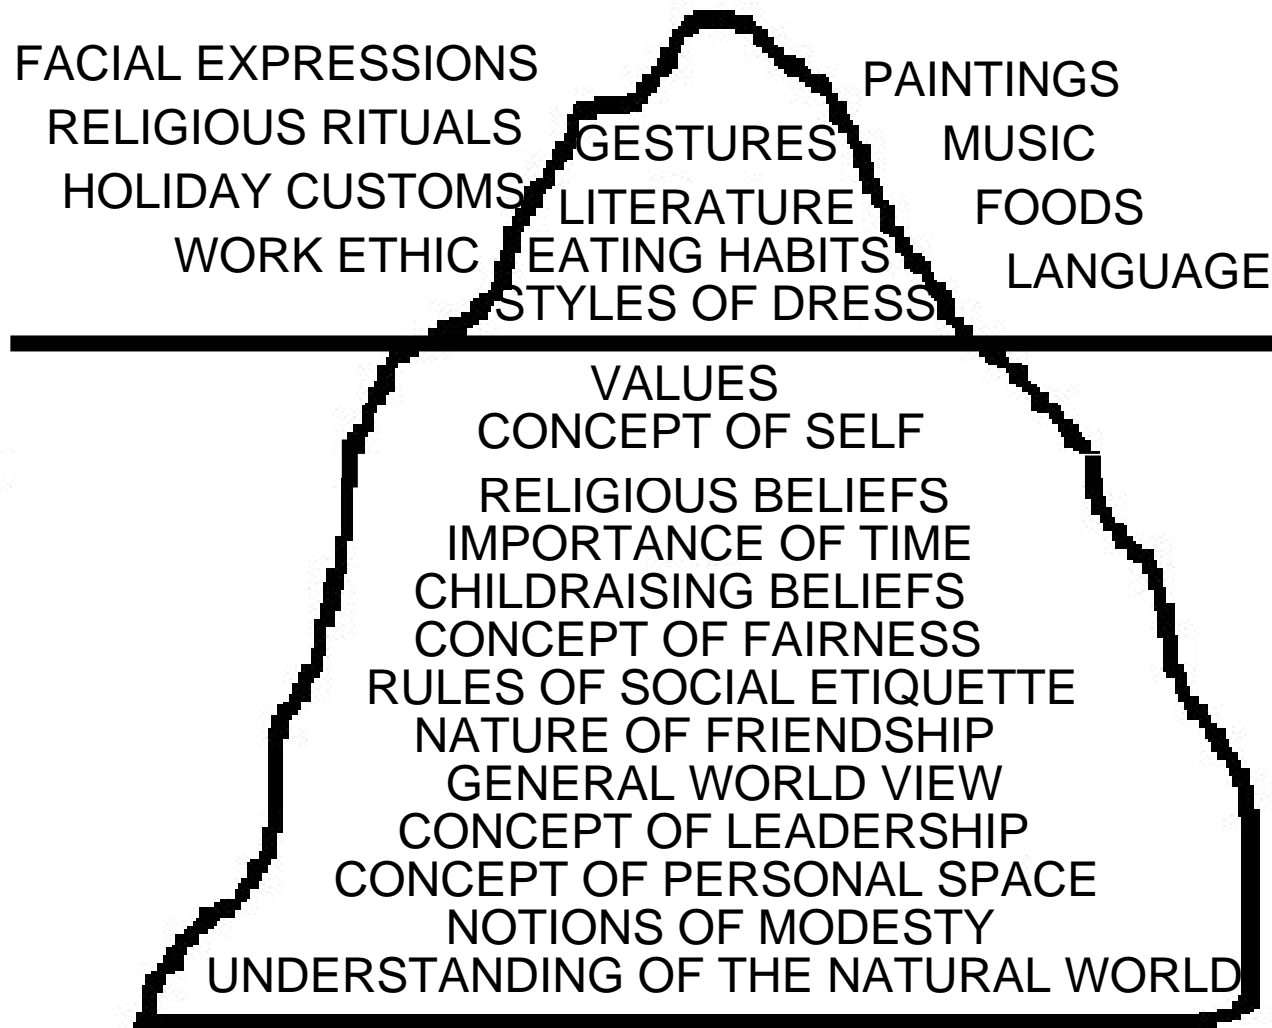 FACIAL EXPRESSIONS
RELIGIOUS RITUALS
HOLIDAY CUSTOMS
WORK ETHIC
GESTURES
LITERATURE
EATING HABITS
STYLES OF DRESS
PAINTINGS
MUSIC
FOODS
LANGUAGE
VALUES
CONCEPT OF SELF
RELIGIOUS BELIEFS
IMPORTANCE OF TIME
CHILDRAISING BELIEFS
CONCEPT OF FAIRNESS
RULES OF SOCIAL ETIQUETTE
NATURE OF FRIENDSHIP
GENERAL WORLD VIEW
CONCEPT OF LEADERSHIP
CONCEPT OF PERSONAL SPACE
NOTIONS OF MODESTY
UNDERSTANDING OF THE NATURAL WORLD